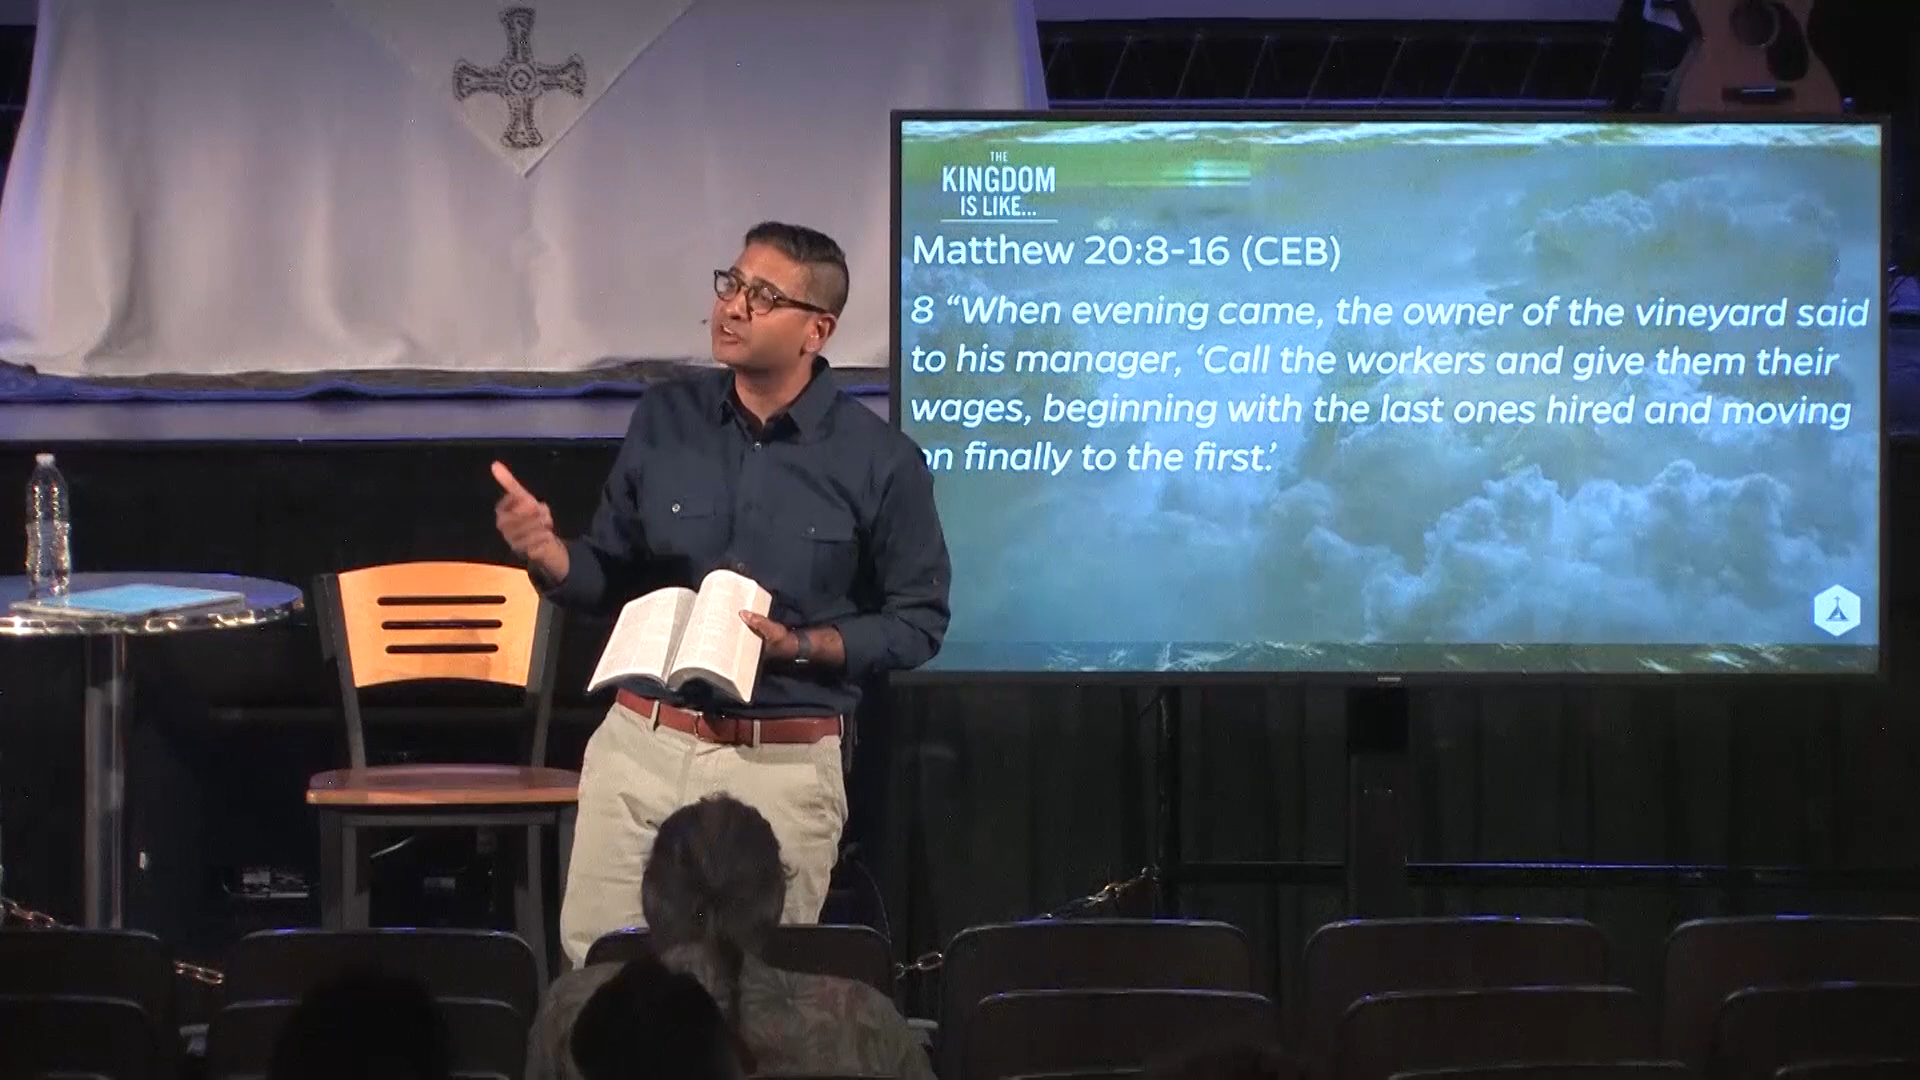 THE
KINGDOM
IS LIKE...
Matthew 20:8-16 (CEB)
8 “When evening came, the owner of the vineyard said
to his manager, ‘Call the workers and give them their
wages, beginning with the last ones hired and moving
on finally to the first.’